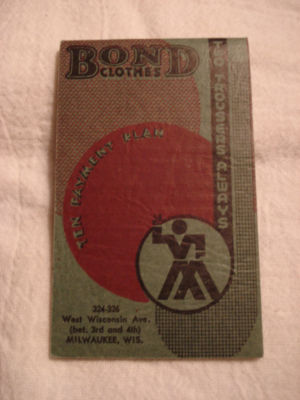 BOND
CLOTHES
TWO TROUSERS ALWAYS
TEN PAYMENT PLAN
324-326
West Wisconsin Ave.
(bet. 3rd and 4th)
MILWAUKEE, WIS.